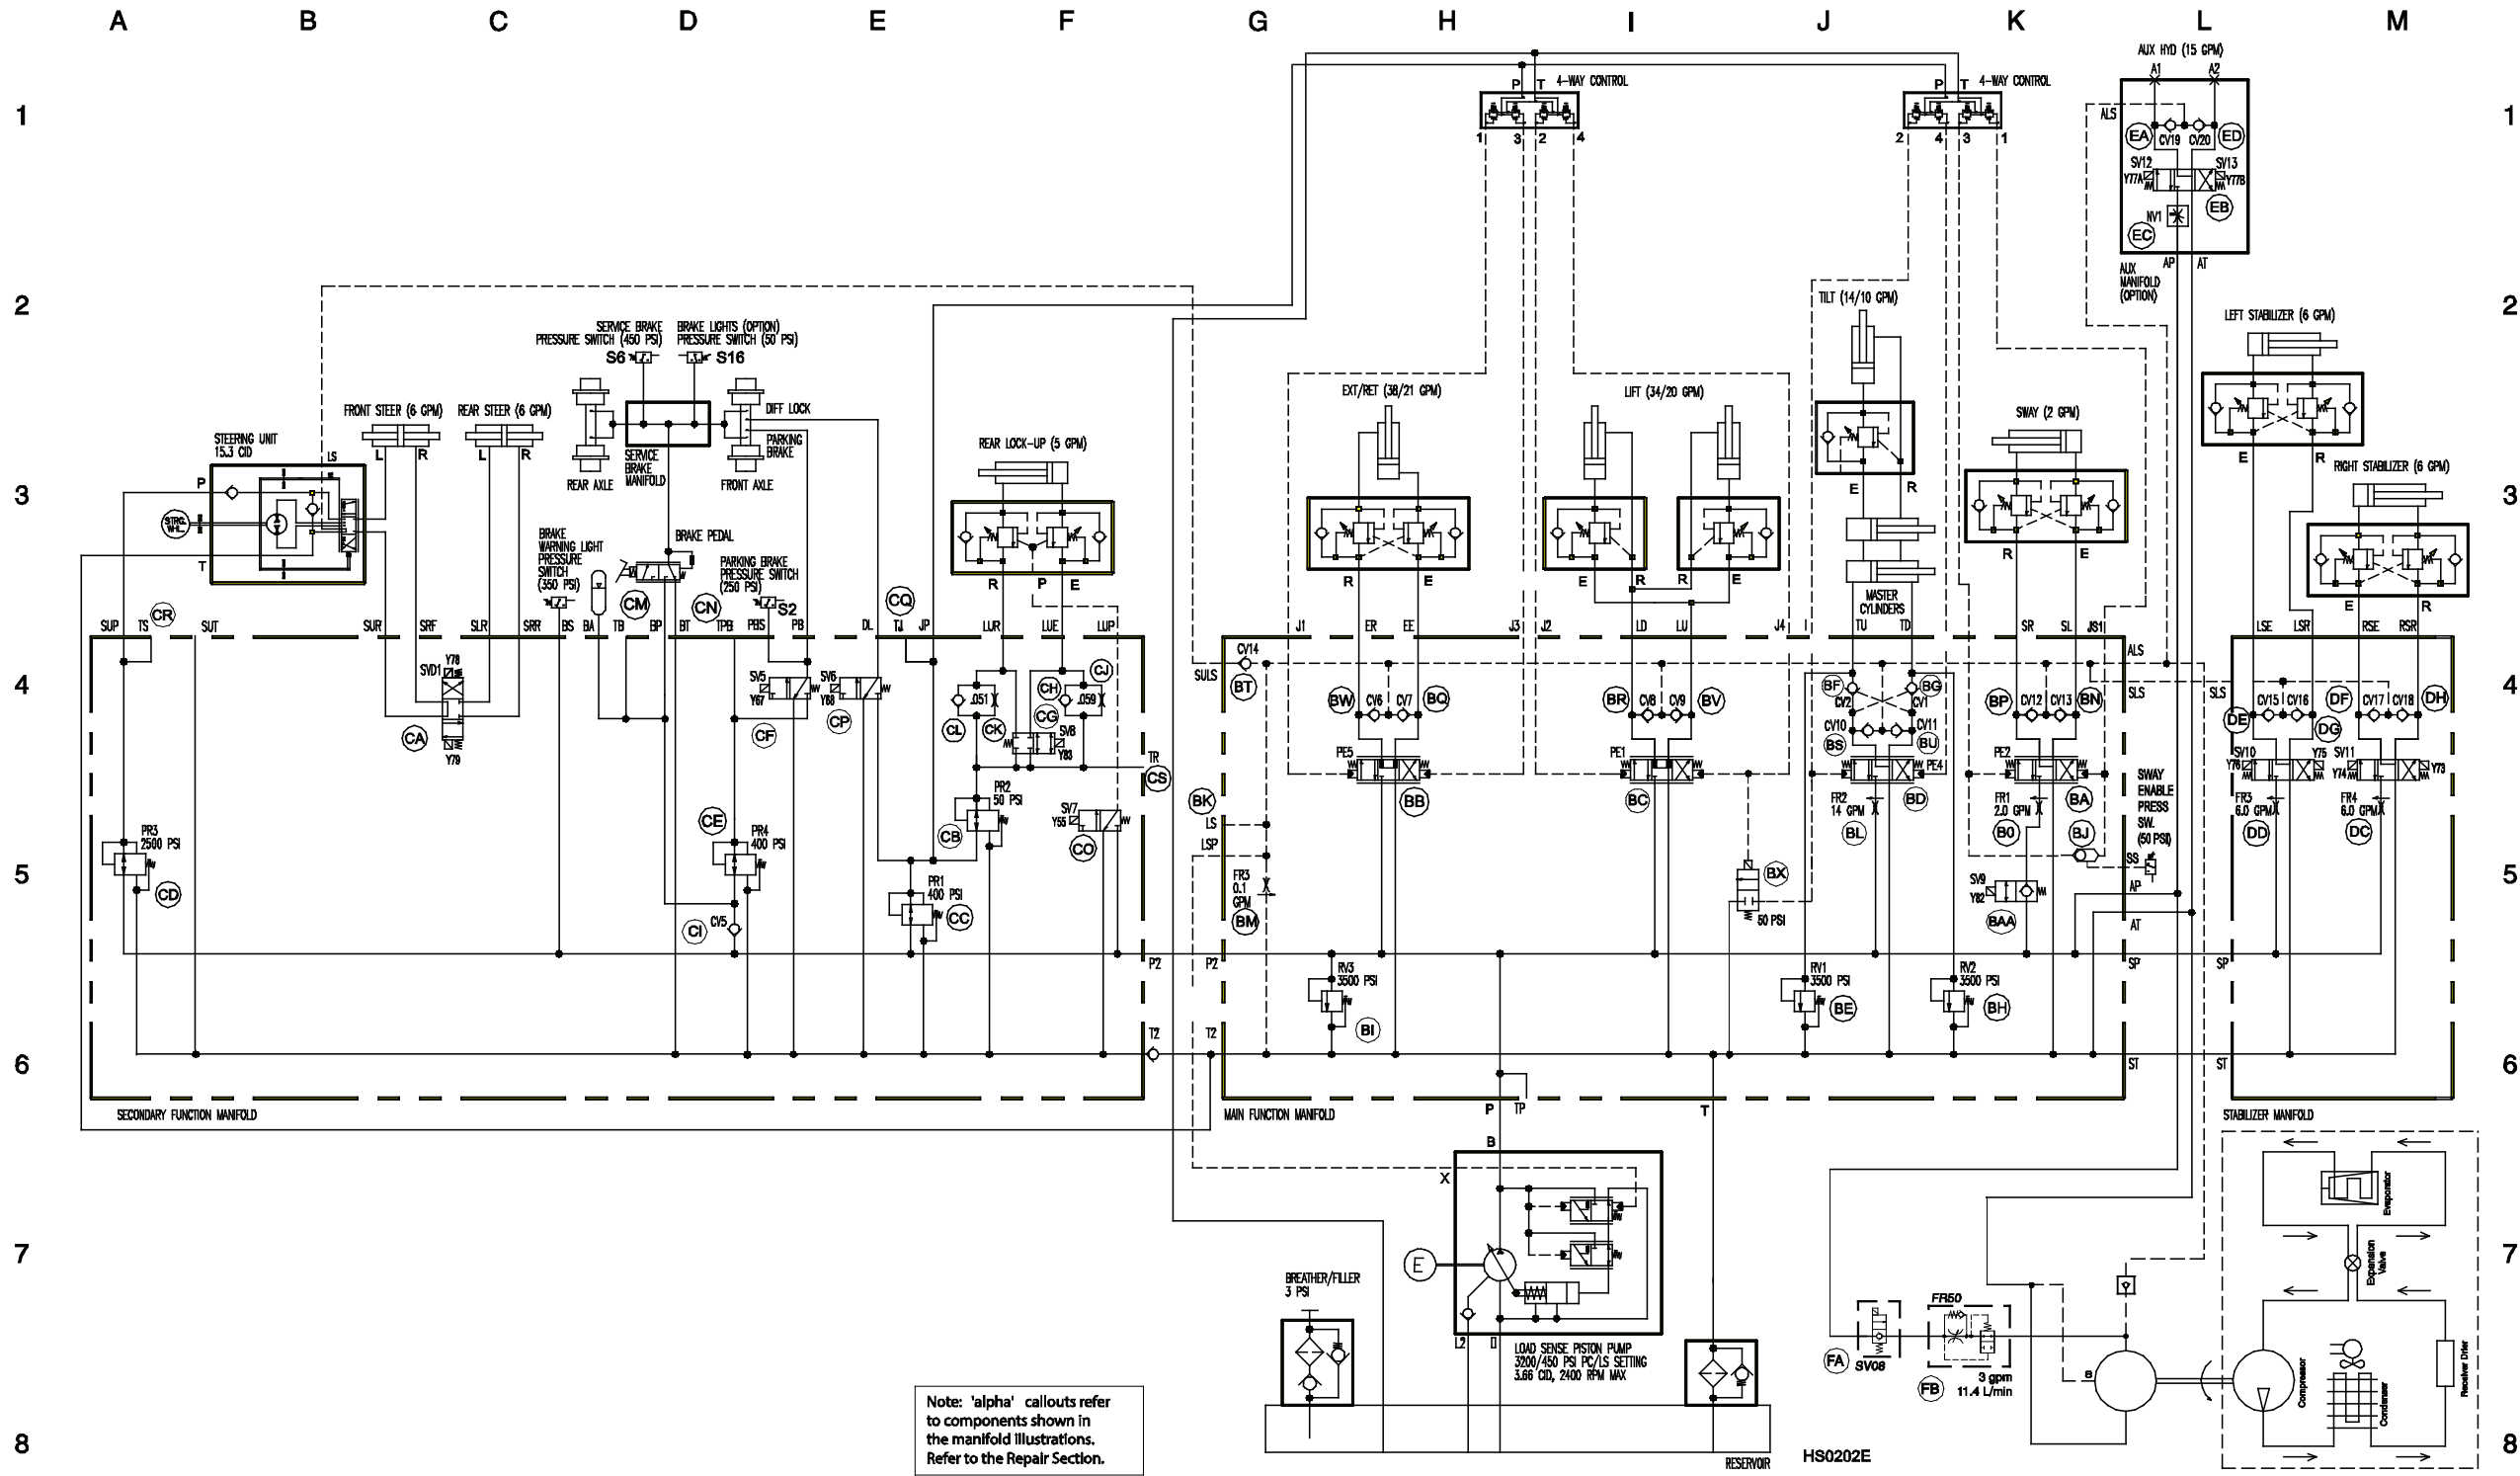 A B C D E F G H I J K L M
1
1
AUX HYD (15 GPM)
A1 A2
P T 4-WAY CONTROL
P T 4-WAY CONTROL
1 3 2 4
2 4 3 1
ALS
EA CV19 CV20 ED
SV12 SV13
Y77A Y77B
NV1 EB
EC
AP AT
AUX
MANIFOLD
(OPTION)
2
2
SERVICE BRAKE
PRESSURE SWITCH (450 PSI)
S6
BRAKE LIGHTS (OPTION)
PRESSURE SWITCH (50 PSI)
S16
TILT (14/10 GPM)
LEFT STABILIZER (6 GPM)
FRONT STEER (6 GPM)
L R
REAR STEER (6 GPM)
L R
DIFF LOCK
PARKING
BRAKE
SERVICE
BRAKE
MANIFOLD
REAR AXLE
FRONT AXLE
EXT/RET (38/21 GPM)
LIFT (34/20 GPM)
SWAY (2 GPM)
REAR LOCK-UP (5 GPM)
STEERING UNIT
15.3 CID
LS
P
STRG.
WHL.
T
3
3
E R
RIGHT STABILIZER (6 GPM)
E R
BRAKE
WARNING LIGHT
PRESSURE
SWITCH
(350 PSI)
BRAKE PEDAL
PARKING BRAKE
PRESSURE SWITCH
(250 PSI)
S2
CM CN CQ CR
R P E
R E
E R R E
R E
E R
MASTER
CYLINDERS
SUP TS SUT SUR SRF SLR SRR BS BA TB BP BT TPB PBS PB DL TJ JP LUR LUE LUP
J1 ER EE J3 J2 LD LU J4 I TU TD SR SL JS1
LSE LSR RSE RSR
4
4
SVD1 Y78
CA
Y79
SV5
Y67
CF
SV6
Y68
CP
.051
CL CK
CH
CJ
CG
.059
SV8
Y83
TR
CS
SULS
CV14
BT
BW CV6 CV7 BQ
BR CV8 CV9 BV
BF BG
CV2 CV1
CV10 CV11
BS BU
BP CV12 CV13 BN
ALS
SLS
SLS
DE CV15 CV16 DG
DF CV17 CV18 DH
PE5
BB
PE1
BC
PE4
BD
PE2
BA
SV10 Y75
Y76
SV11
Y74 Y73
FR2
14 GPM
BL
FR1
2.0 GPM
BO
BJ
SWAY
ENABLE
PRESS
SW.
(50 PSI)
SS
FR3
6.0 GPM
DD
FR4
6.0 GPM
DC
5
5
PR3
2500 PSI
CD
CE
PR4
400 PSI
CV5
CI
PR2
50 PSI
CB
PR1
400 PSI
CC
SV7
Y55
CO
BK
LS
LSP
FR3
0.1
GPM
BM
BX
50 PSI
SV9
Y82
BAA
AP
AT
P2 P2
SP SP
RV3
3500 PSI
BI
RV1
3500 PSI
BE
RV2
3500 PSI
BH
6
6
T2 T2
ST ST
SECONDARY FUNCTION MANIFOLD
MAIN FUNCTION MANIFOLD
STABILIZER MANIFOLD
P TP
T
B
X
E
L2
7
7
BREATHER/FILLER
3 PSI
LOAD SENSE PISTON PUMP
3200/450 PSI PC/LS SETTING
3.66 CID, 2400 RPM MAX
Evaporator
Expansion
Valve
Compressor
Condenser
Receiver Drier
FA
SV08
FR50
FB
3 gpm
11.4 L/min
8
8
Note: 'alpha' callouts refer
to components shown in
the manifold illustrations.
Refer to the Repair Section.
RESERVOIR
HS0202E